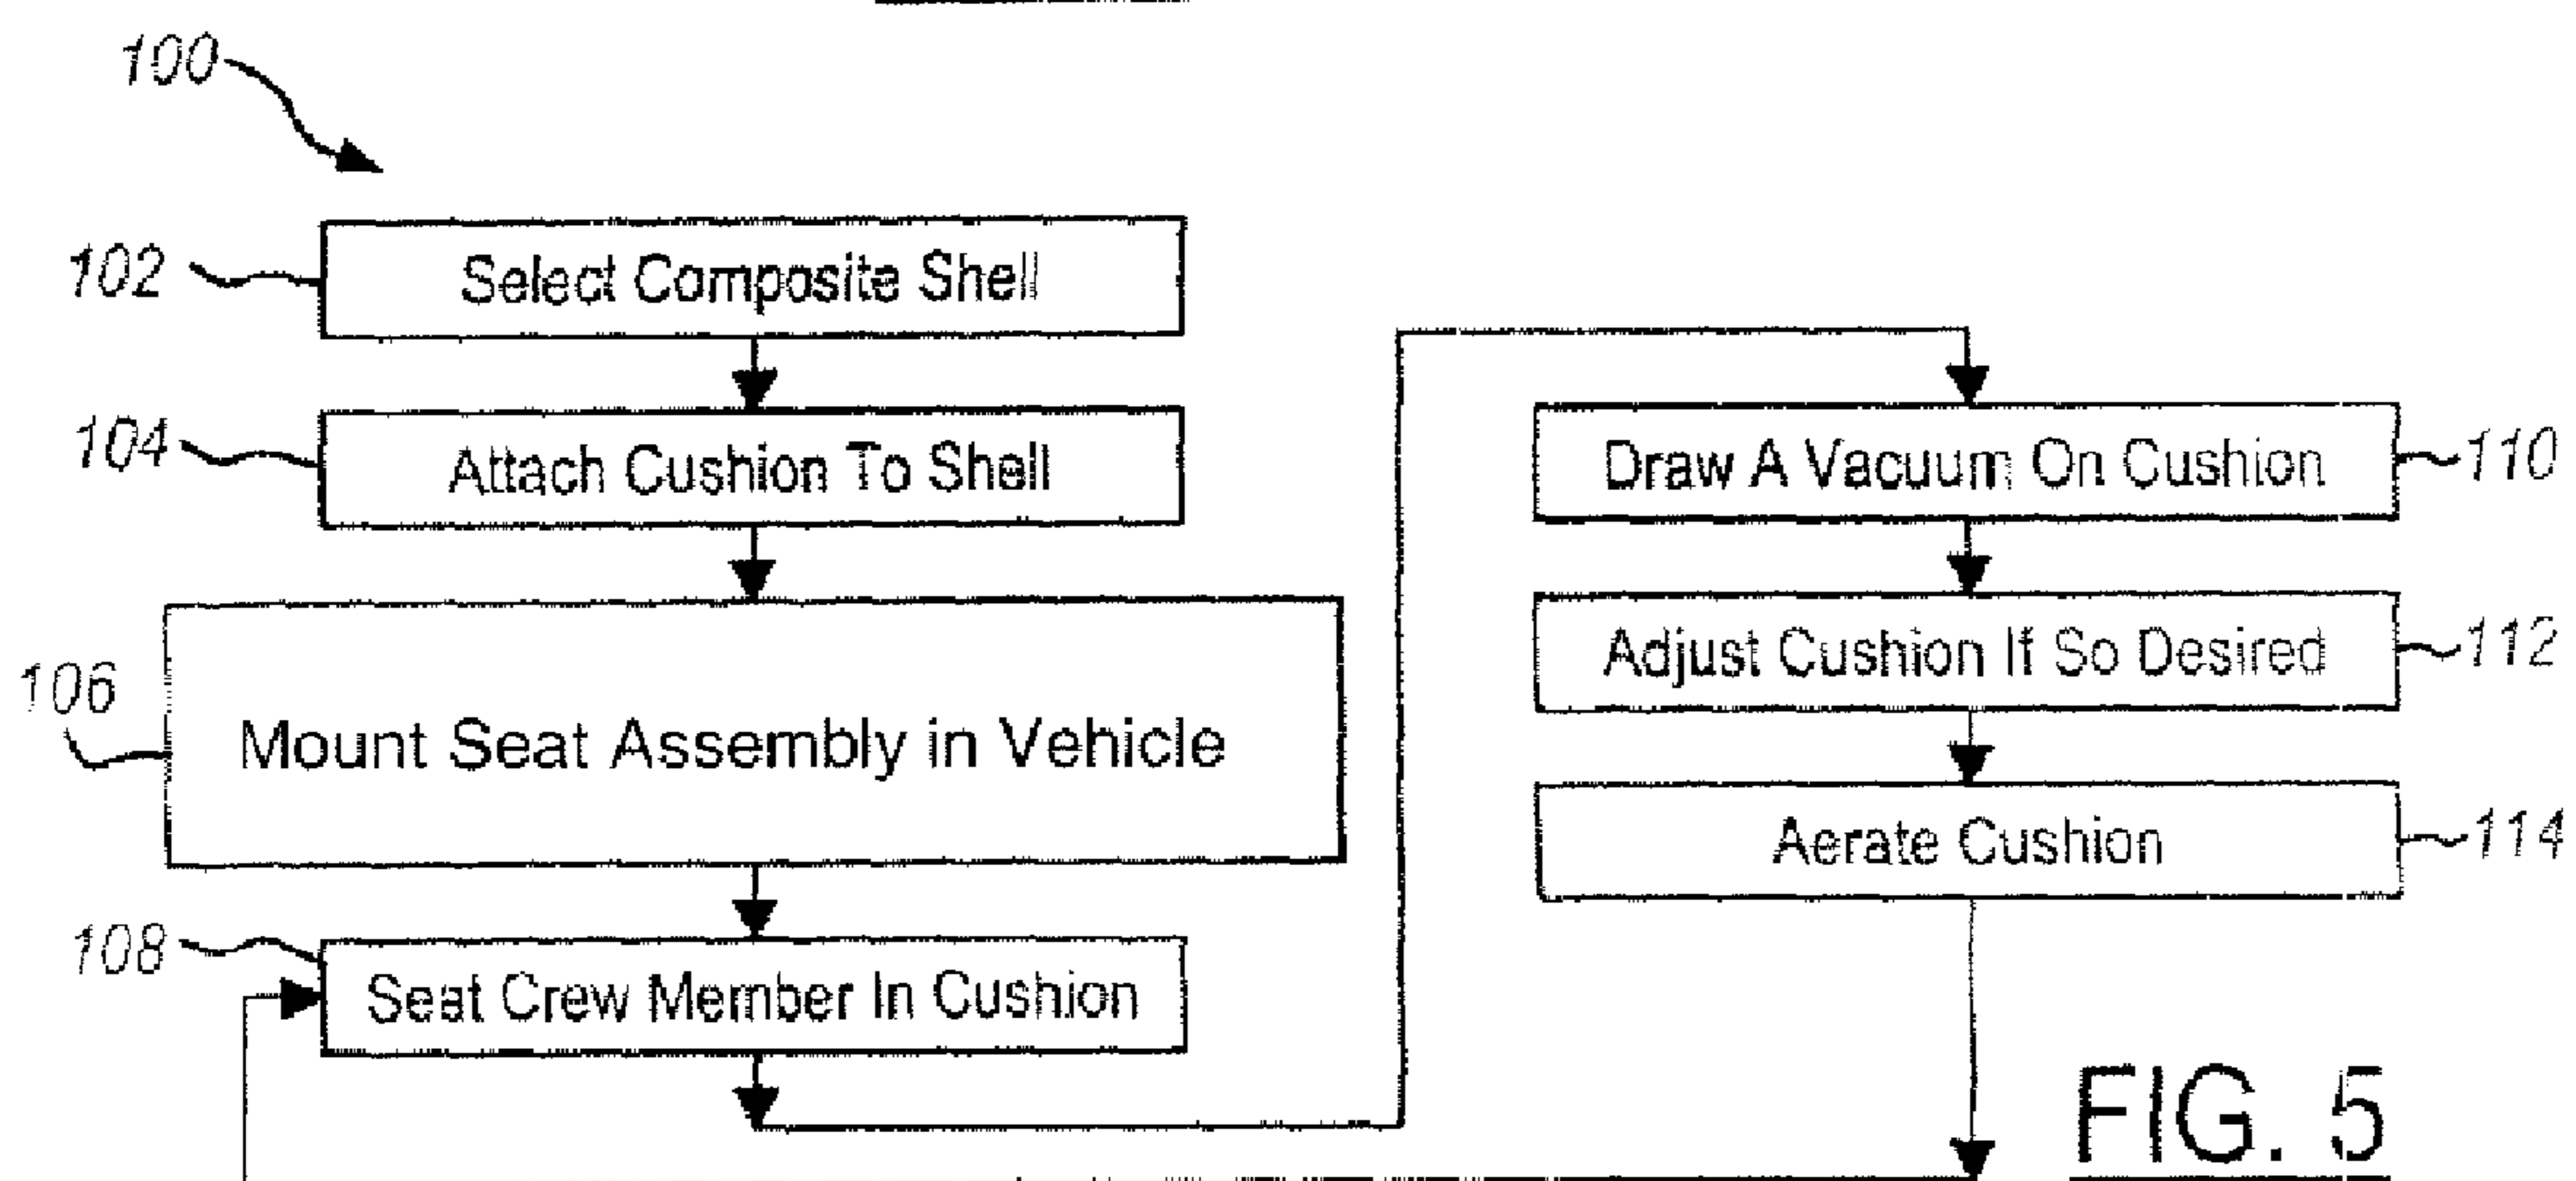 100
102
Select Composite Shell
104
Attach Cushion To Shell
106
Mount Seat Assembly in Vehicle
108
Seat Crew Member In Cushion
Draw A Vacuum On Cushion
110
Adjust Cushion If So Desired
112
Aerate Cushion
114
FIG. 5